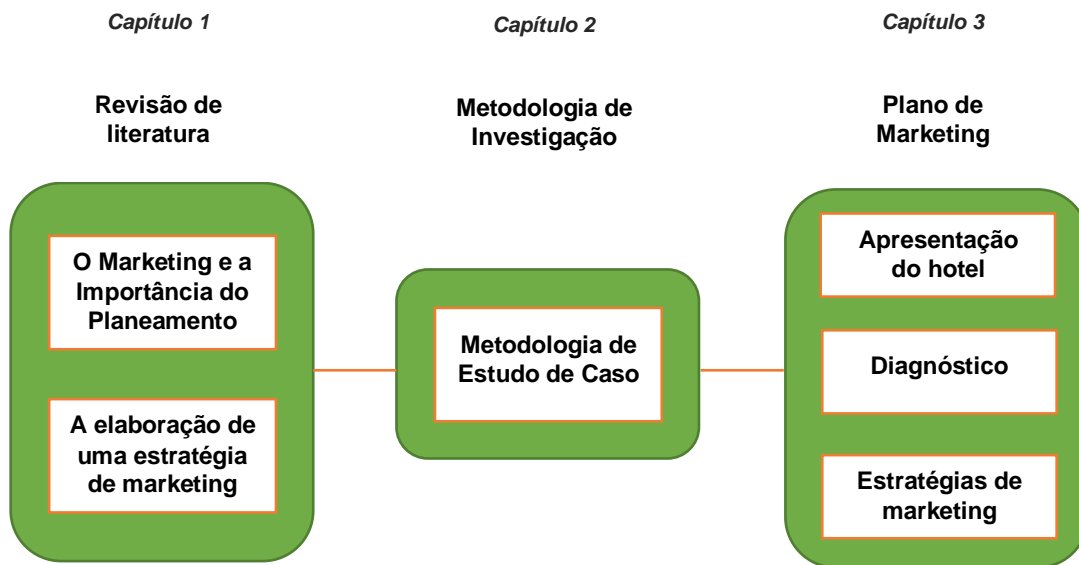 Capítulo 1
Capítulo 2
Capítulo 3
Revisão de
literatura
Metodologia de
Investigação
Plano de
Marketing
O Marketing e a
Importância do
Planeamento
A elaboração de
uma estratégia
de marketing
Metodologia de
Estudo de Caso
Apresentação
do hotel
Diagnóstico
Estratégias de
marketing